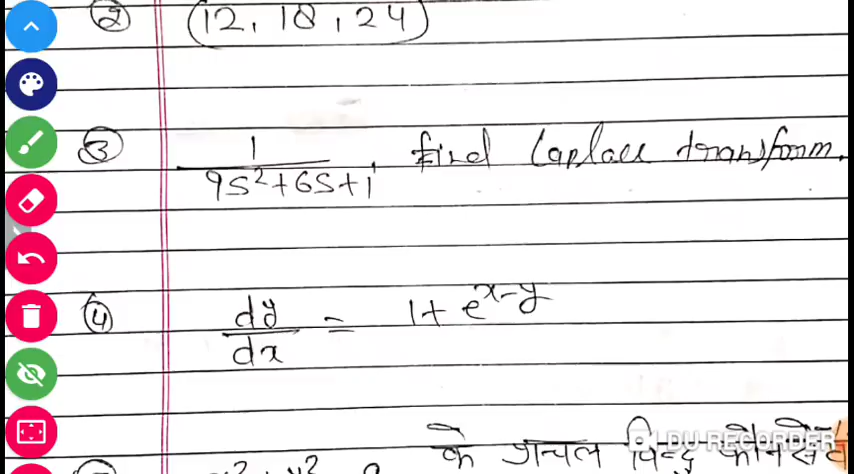 ② (12, 18, 24)
③ 1/(9s²+6s+1), find Laplace transform.
④ dy/dx = 1+ e^(x-y)
के
DU RECORDER